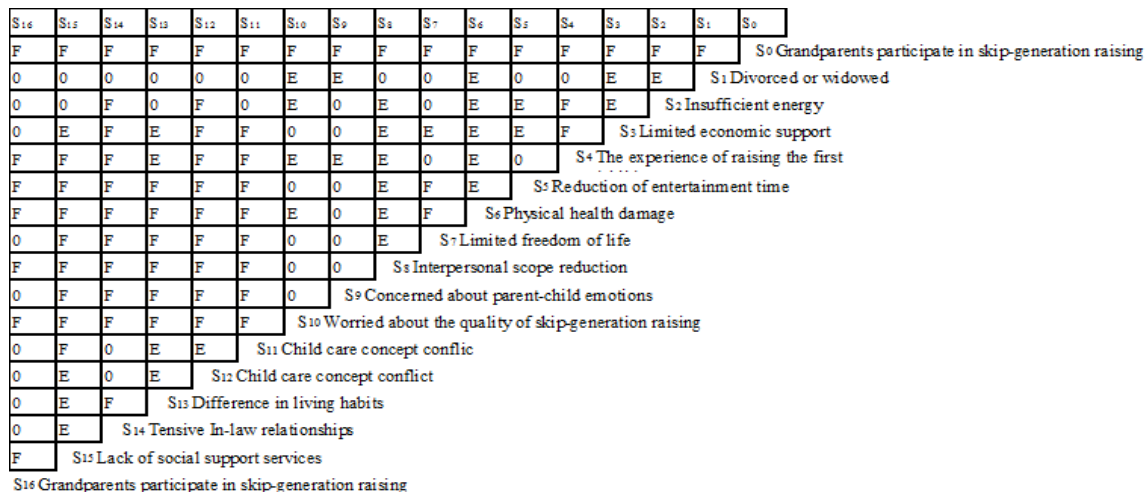 S16 S15 S14 S13 S12 S11 S10 S9 S8 S7 S6 S5 S4 S3 S2 S1 S0
F F F F F F F F F F F F F F F F S0 Grandparents participate in skip-generation raising
0 0 0 0 0 0 E E 0 0 E 0 0 E E S1 Divorced or widowed
0 0 F 0 F 0 E 0 E 0 E E F E S2 Insufficient energy
0 E F E F F 0 0 E E E E F S3 Limited economic support
F F F E F F E E E 0 E 0 S4 The experience of raising the first
F F F F F F 0 0 E F E S5 Reduction of entertainment time
F F F F F F E 0 E F S6 Physical health damage
0 F F F F F 0 0 E S7 Limited freedom of life
F F F F F F 0 0 S8 Interpersonal scope reduction
0 F F F F F 0 S9 Concerned about parent-child emotions
F F F F F F S10 Worried about the quality of skip-generation raising
0 F 0 E E S11 Child care concept conflic
0 E 0 E S12 Child care concept conflict
0 E F S13 Difference in living habits
0 E S14 Tensive In-law relationships
F S15 Lack of social support services
S16 Grandparents participate in skip-generation raising